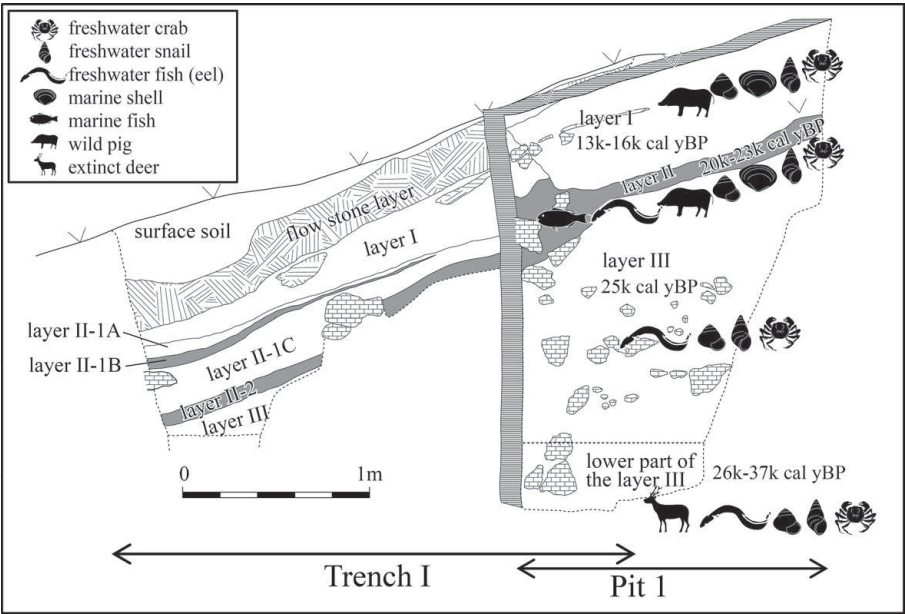 freshwater crab
freshwater snail
freshwater fish (eel)
marine shell
marine fish
wild pig
extinct deer
layer I
13k-16k cal yBP
layer II
20k-23k cal yBP
surface soil
flow stone layer
layer I
layer III
25k cal yBP
layer II-1A
layer II-1B
layer II-1C
layer II-2
layer III
0
1m
lower part of
the layer III
26k-37k cal yBP
Trench I
Pit 1